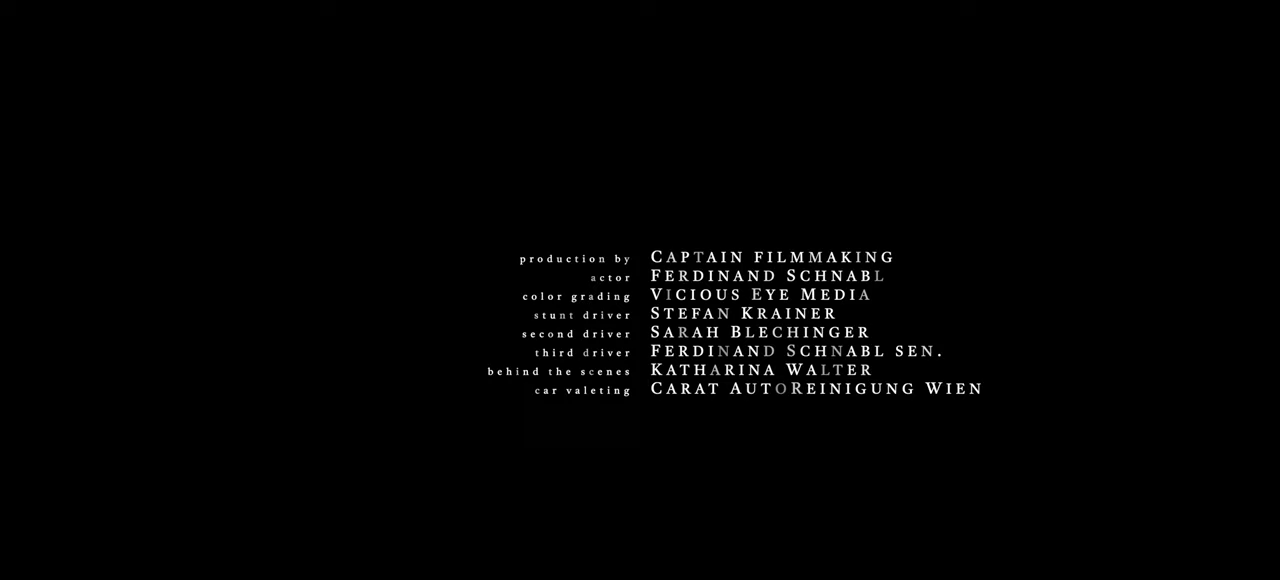 production by CAPTAIN FILMMAKING
actor FERDINAND SCHNABL
color grading VICIOUS EYE MEDIA
stunt driver STEFAN KRAINER
second driver SARAH BLECHINGER
third driver FERDINAND SCHNABL SEN.
behind the scenes KATHARINA WALTER
car valeting CARAT AUTOREINIGUNG WIEN